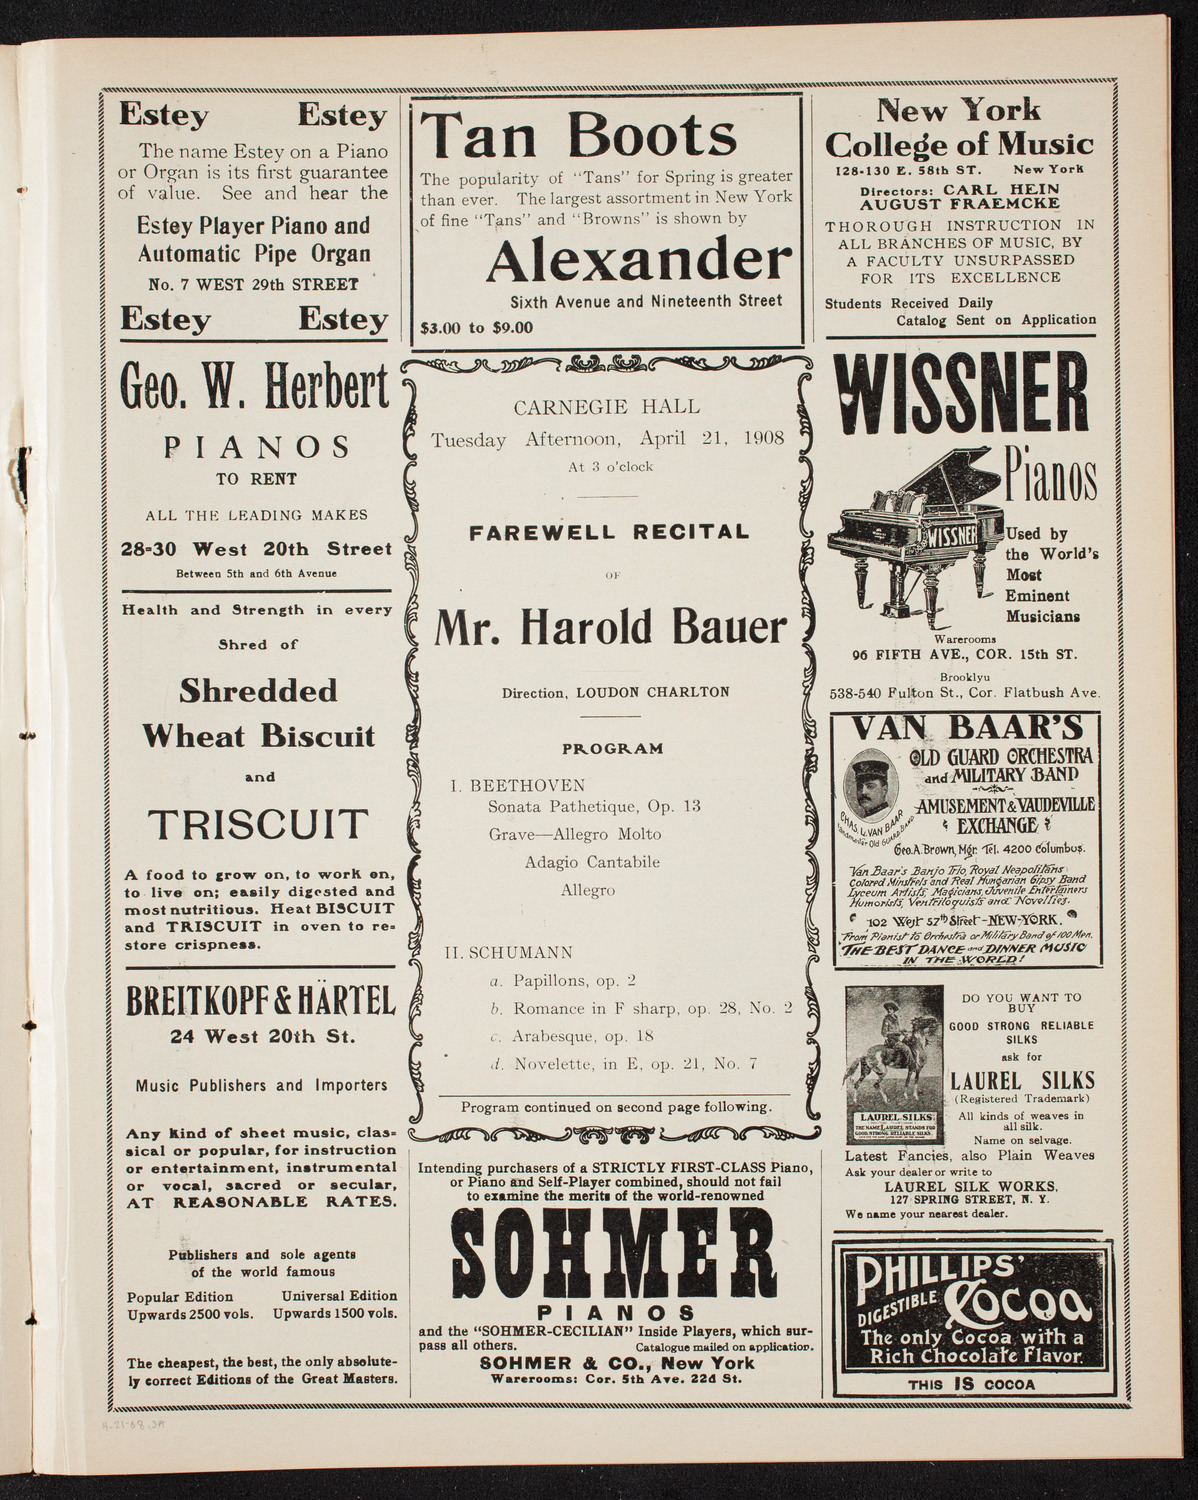 Estey Estey
The name Estey on a Piano
or Organ is its first guarantee
of value. See and hear the
Estey Player Piano and
Automatic Pipe Organ
No. 7 WEST 29th STREET
Estey Estey
Geo. W. Herbert
PIANOS
TO RENT
ALL THE LEADING MAKES
28-30 West 20th Street
Between 5th and 6th Avenue
Health and Strength in every
Shred of
Shredded
Wheat Biscuit
and
TRISCUIT
A food to grow on, to work on,
to live on; easily digested and
most nutritious. Heat BISCUIT
and TRISCUIT in oven to re-
store crispness.
BREITKOPF & HÄRTEL
24 West 20th St.
Music Publishers and Importers
Any kind of sheet music, clas-
sical or popular, for instruction
or entertainment, instrumental
or vocal, sacred or secular,
AT REASONABLE RATES.
Publishers and sole agents
of the world famous
Popular Edition Universal Edition
Upwards 2500 vols. Upwards 1500 vols.
The cheapest, the best, the only absolute-
ly correct Editions of the Great Masters.
Tan Boots
The popularity of "Tans" for Spring is greater
than ever. The largest assortment in New York
of fine "Tans" and "Browns" is shown by
Alexander
Sixth Avenue and Nineteenth Street
$3.00 to $9.00
CARNEGIE HALL
Tuesday Afternoon, April 21, 1908
At 3 o'clock
FAREWELL RECITAL
OF
Mr. Harold Bauer
Direction, LOUDON CHARLTON
PROGRAM
I. BEETHOVEN
Sonata Pathetique, Op. 13
Grave—Allegro Molto
Adagio Cantabile
Allegro
II. SCHUMANN
a. Papillons, op. 2
b. Romance in F sharp, op. 28, No. 2
c. Arabesque, op. 18
d. Novelette, in E, op. 21, No. 7
Program continued on second page following.
Intending purchasers of a STRICTLY FIRST-CLASS Piano,
or Piano and Self-Player combined, should not fail
to examine the merits of the world-renowned
SOHMER
PIANOS
and the "SOHMER-CECILIAN" Inside Players, which sur-
pass all others. Catalogue mailed on application.
SOHMER & CO., New York
Warerooms: Cor. 5th Ave. 22d St.
New York
College of Music
128-130 E. 58th ST. New York
Directors: CARL HEIN
AUGUST FRAEMCKE
THOROUGH INSTRUCTION IN
ALL BRANCHES OF MUSIC, BY
A FACULTY UNSURPASSED
FOR ITS EXCELLENCE
Students Received Daily
Catalog Sent on Application
WISSNER
Pianos
WISSNER
Used by
the World's
Most
Eminent
Musicians
Warerooms
96 FIFTH AVE., COR. 15th ST.
Brooklyu
538-540 Fulton St., Cor. Flatbush Ave.
VAN BAAR'S
OLD GUARD ORCHESTRA
and MILITARY BAND
AMUSEMENT & VAUDEVILLE
EXCHANGE
CHAS. L. VAN BAAR
Bandmaster Old Guard Band
Geo. A. Brown, Mgr. Tel. 4200 Columbus.
Van Baar's Banjo Trio, Royal Neapolitans
Colored Minstrels and Real Hungarian Gipsy Band
Lyceum Artists, Magicians, Juvenile Entertainers
Humorists, Ventriloquists and Novelties.
102 West 57th Street-NEW-YORK.
From Pianist to Orchestra or Military Band of 100 Men.
THE BEST DANCE and DINNER MUSIC
IN THE WORLD!
DO YOU WANT TO
BUY
GOOD STRONG RELIABLE
SILKS
ask for
LAUREL SILKS
(Registered Trademark)
All kinds of weaves in
all silk.
Name on selvage.
LAUREL SILKS
THE NAME LAUREL STANDS FOR
GOOD STRONG RELIABLE SILKS
Latest Fancies, also Plain Weaves
Ask your dealer or write to
LAUREL SILK WORKS,
127 SPRING STREET, N. Y.
We name your nearest dealer.
PHILLIPS'
DIGESTIBLE Cocoa
The only Cocoa with a
Rich Chocolate Flavor.
THIS IS COCOA
4-21-08.3A